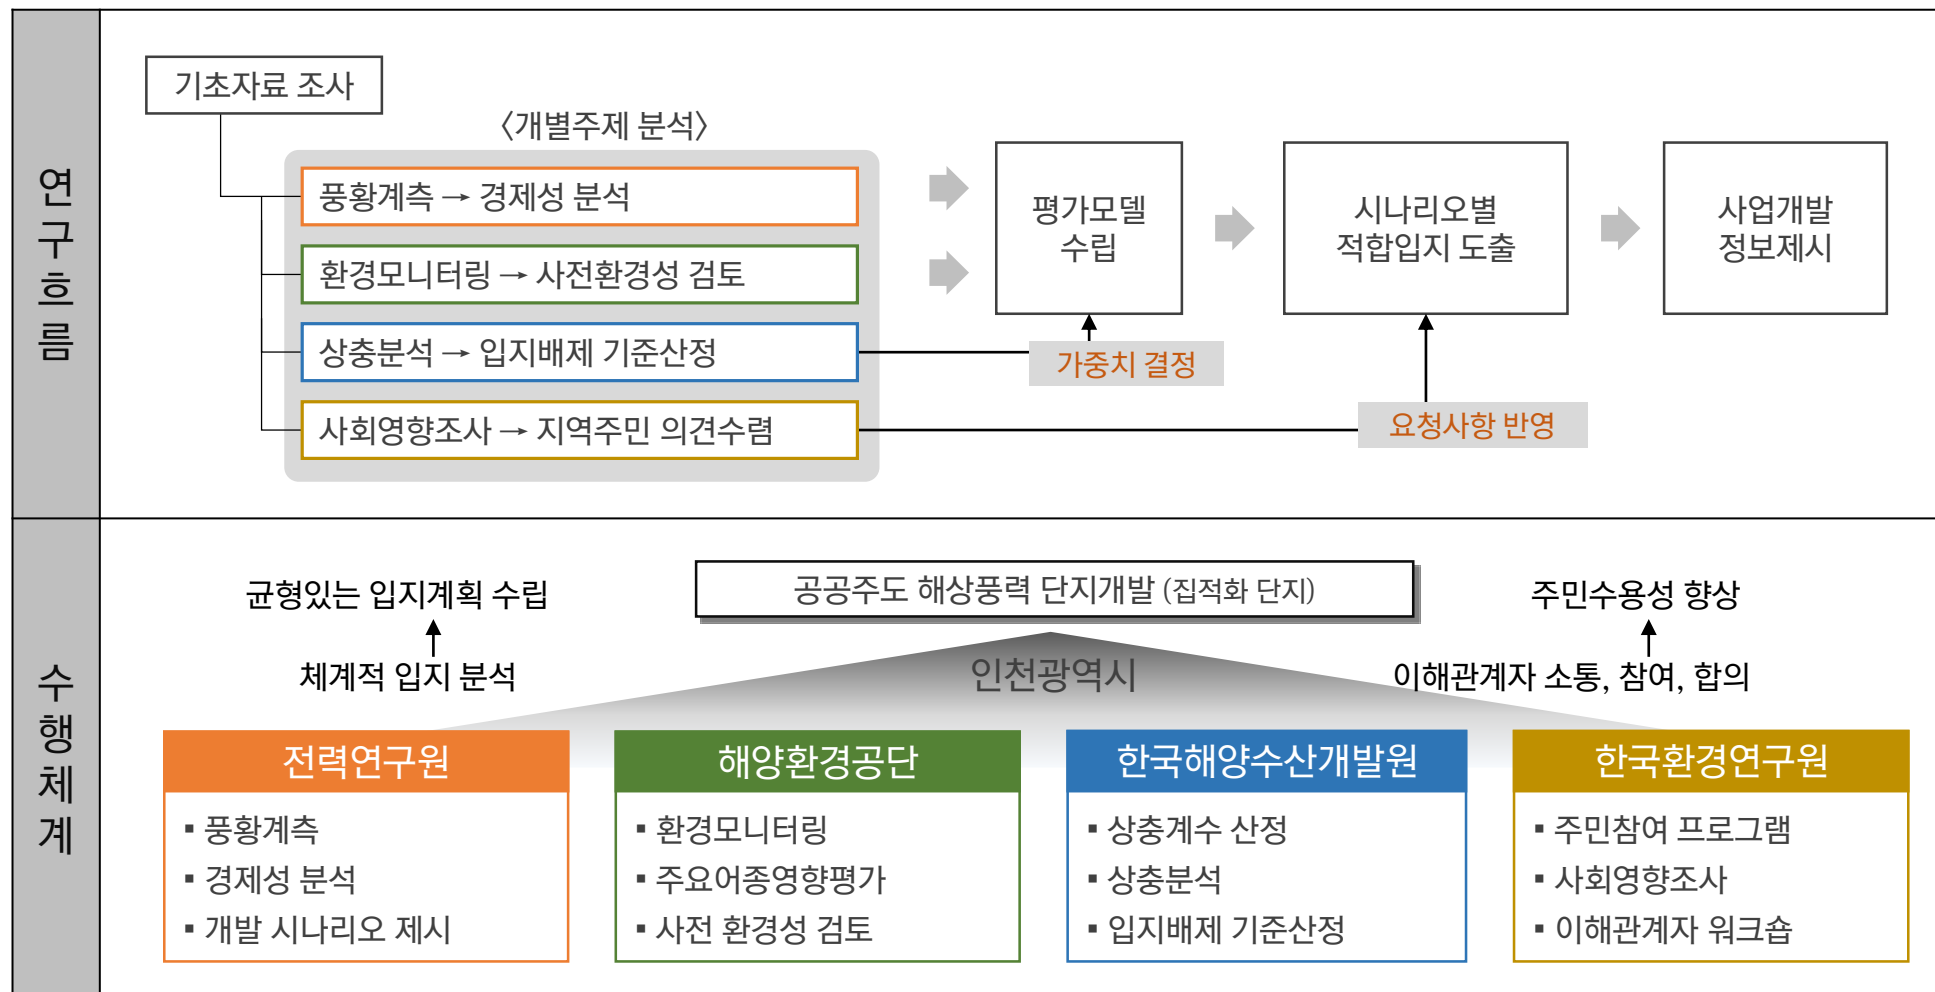 연구흐름
기초자료 조사
〈개별주제 분석〉
풍황계측 → 경제성 분석
환경모니터링 → 사전환경성 검토
상충분석 → 입지배제 기준산정
사회영향조사 → 지역주민 의견수렴
평가모델
수립
시나리오별
적합입지 도출
사업개발
정보제시
가중치 결정
요청사항 반영
수행체계
균형있는 입지계획 수립
체계적 입지 분석
공공주도 해상풍력 단지개발 (집적화 단지)
인천광역시
주민수용성 향상
이해관계자 소통, 참여, 합의
전력연구원
▪ 풍황계측
▪ 경제성 분석
▪ 개발 시나리오 제시
해양환경공단
▪ 환경모니터링
▪ 주요어종영향평가
▪ 사전 환경성 검토
한국해양수산개발원
▪ 상충계수 산정
▪ 상충분석
▪ 입지배제 기준산정
한국환경연구원
▪ 주민참여 프로그램
▪ 사회영향조사
▪ 이해관계자 워크숍